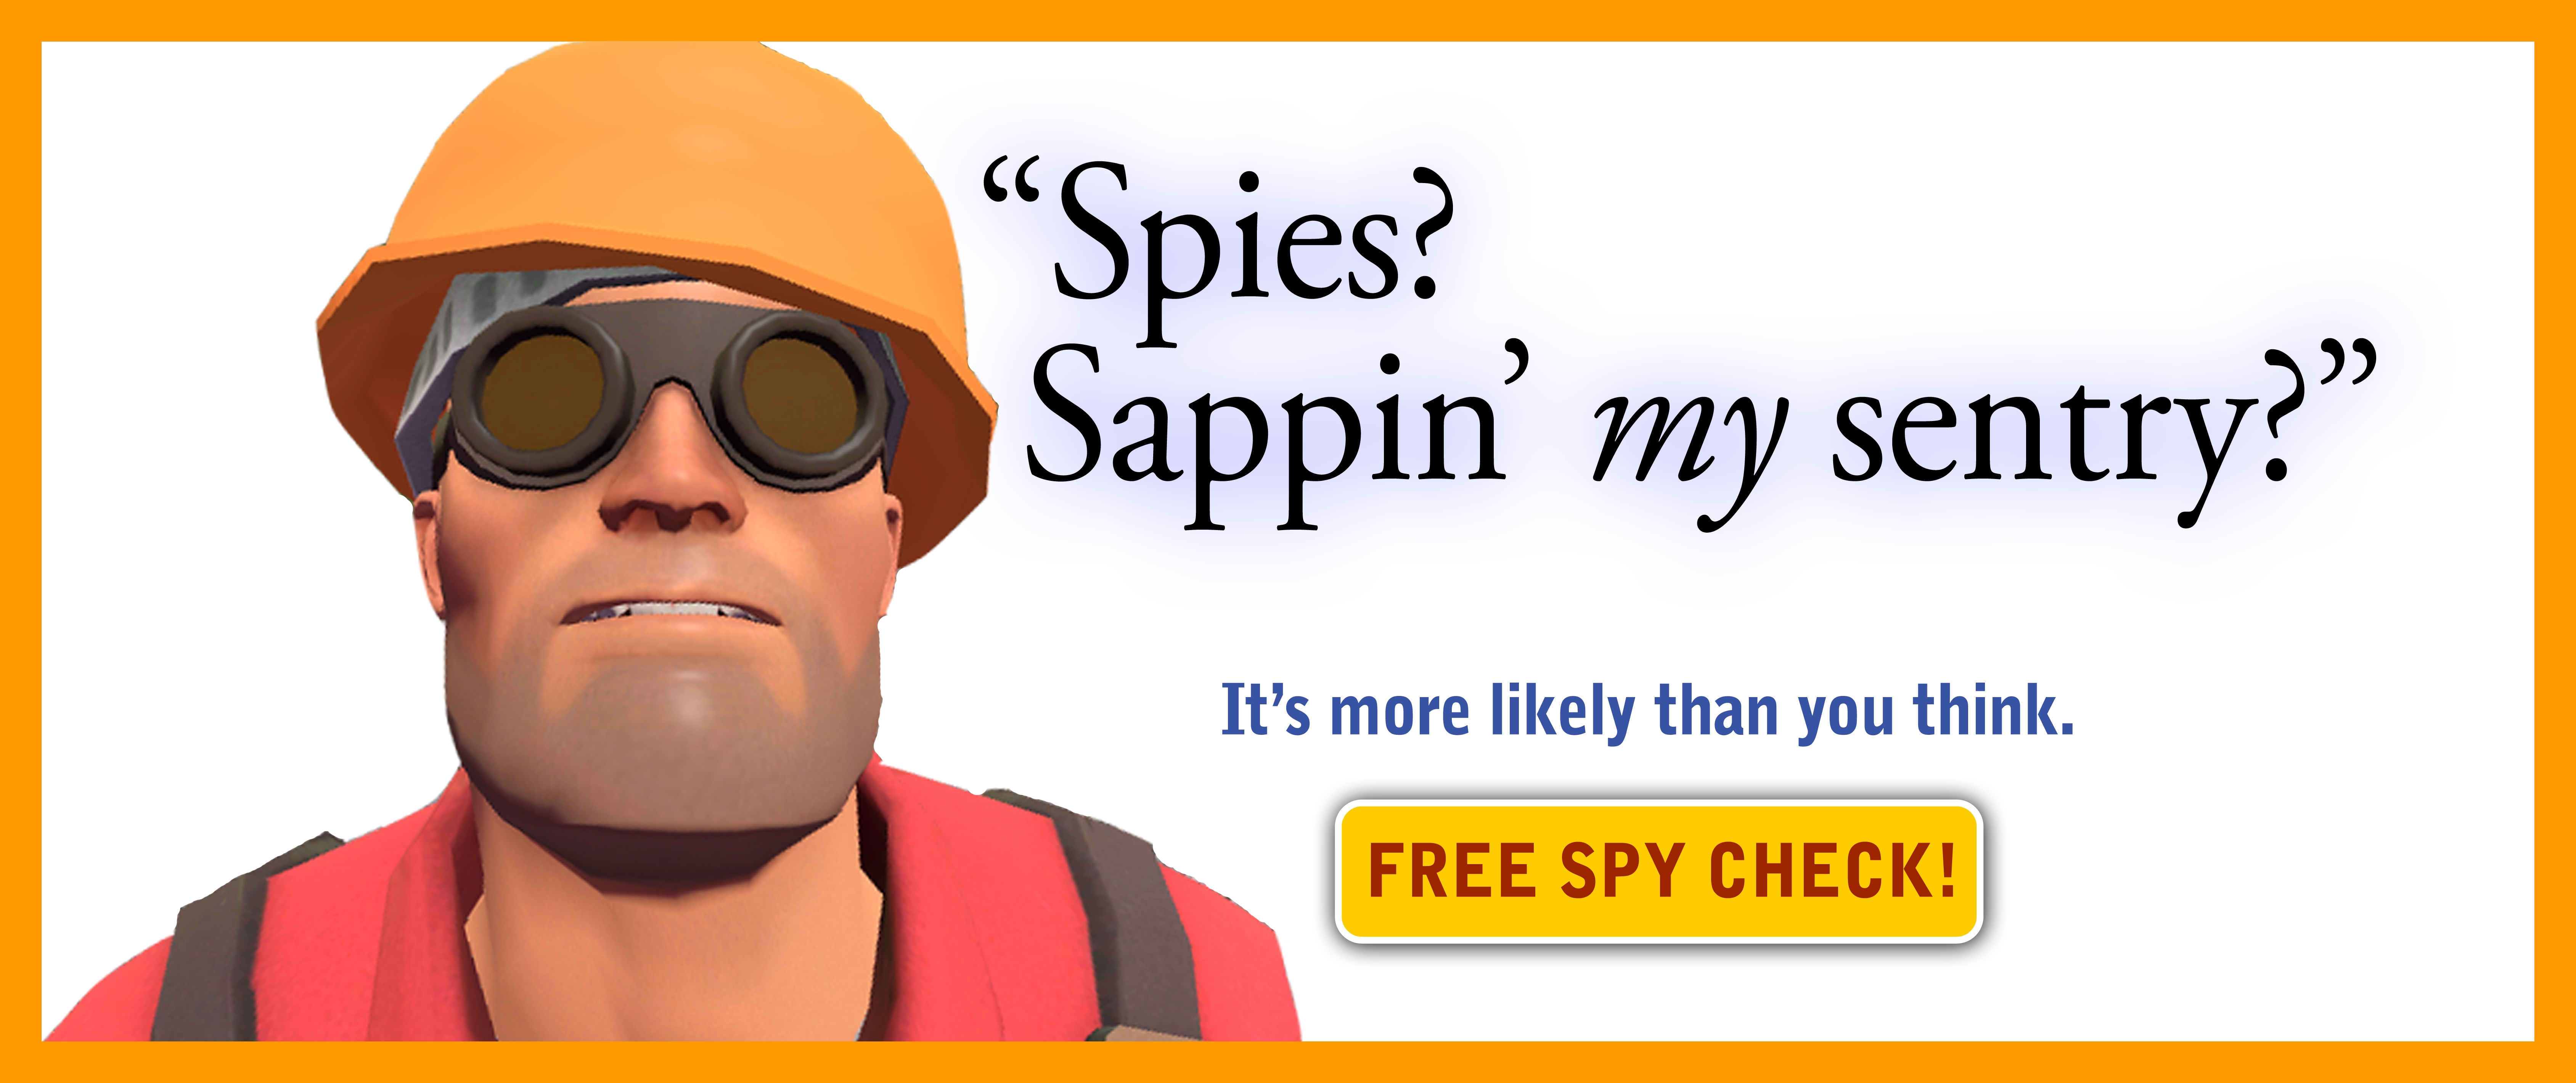 “Spies?
Sappin’ my sentry?”
It’s more likely than you think.
FREE SPY CHECK!